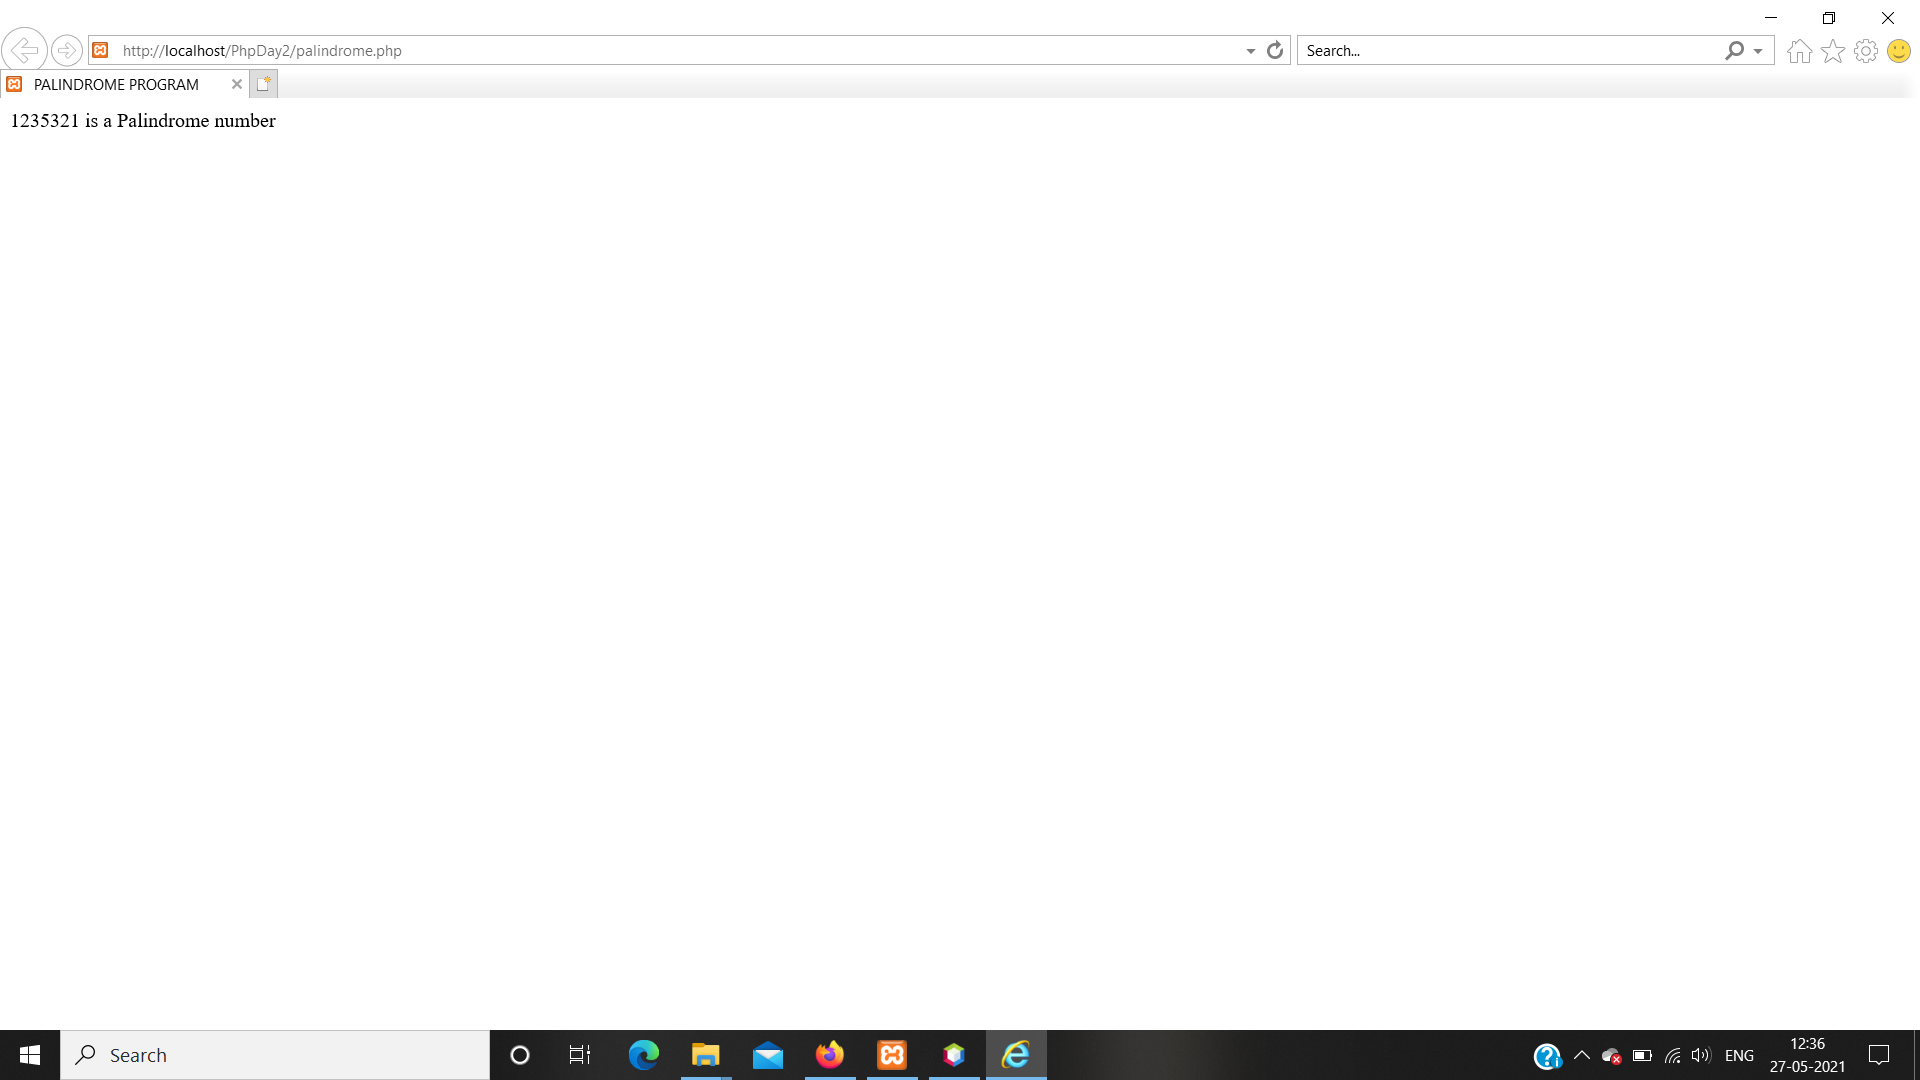 http://localhost/PhpDay2/palindrome.php
Search...
PALINDROME PROGRAM
1235321 is a Palindrome number
Search
ENG
12:36
27-05-2021